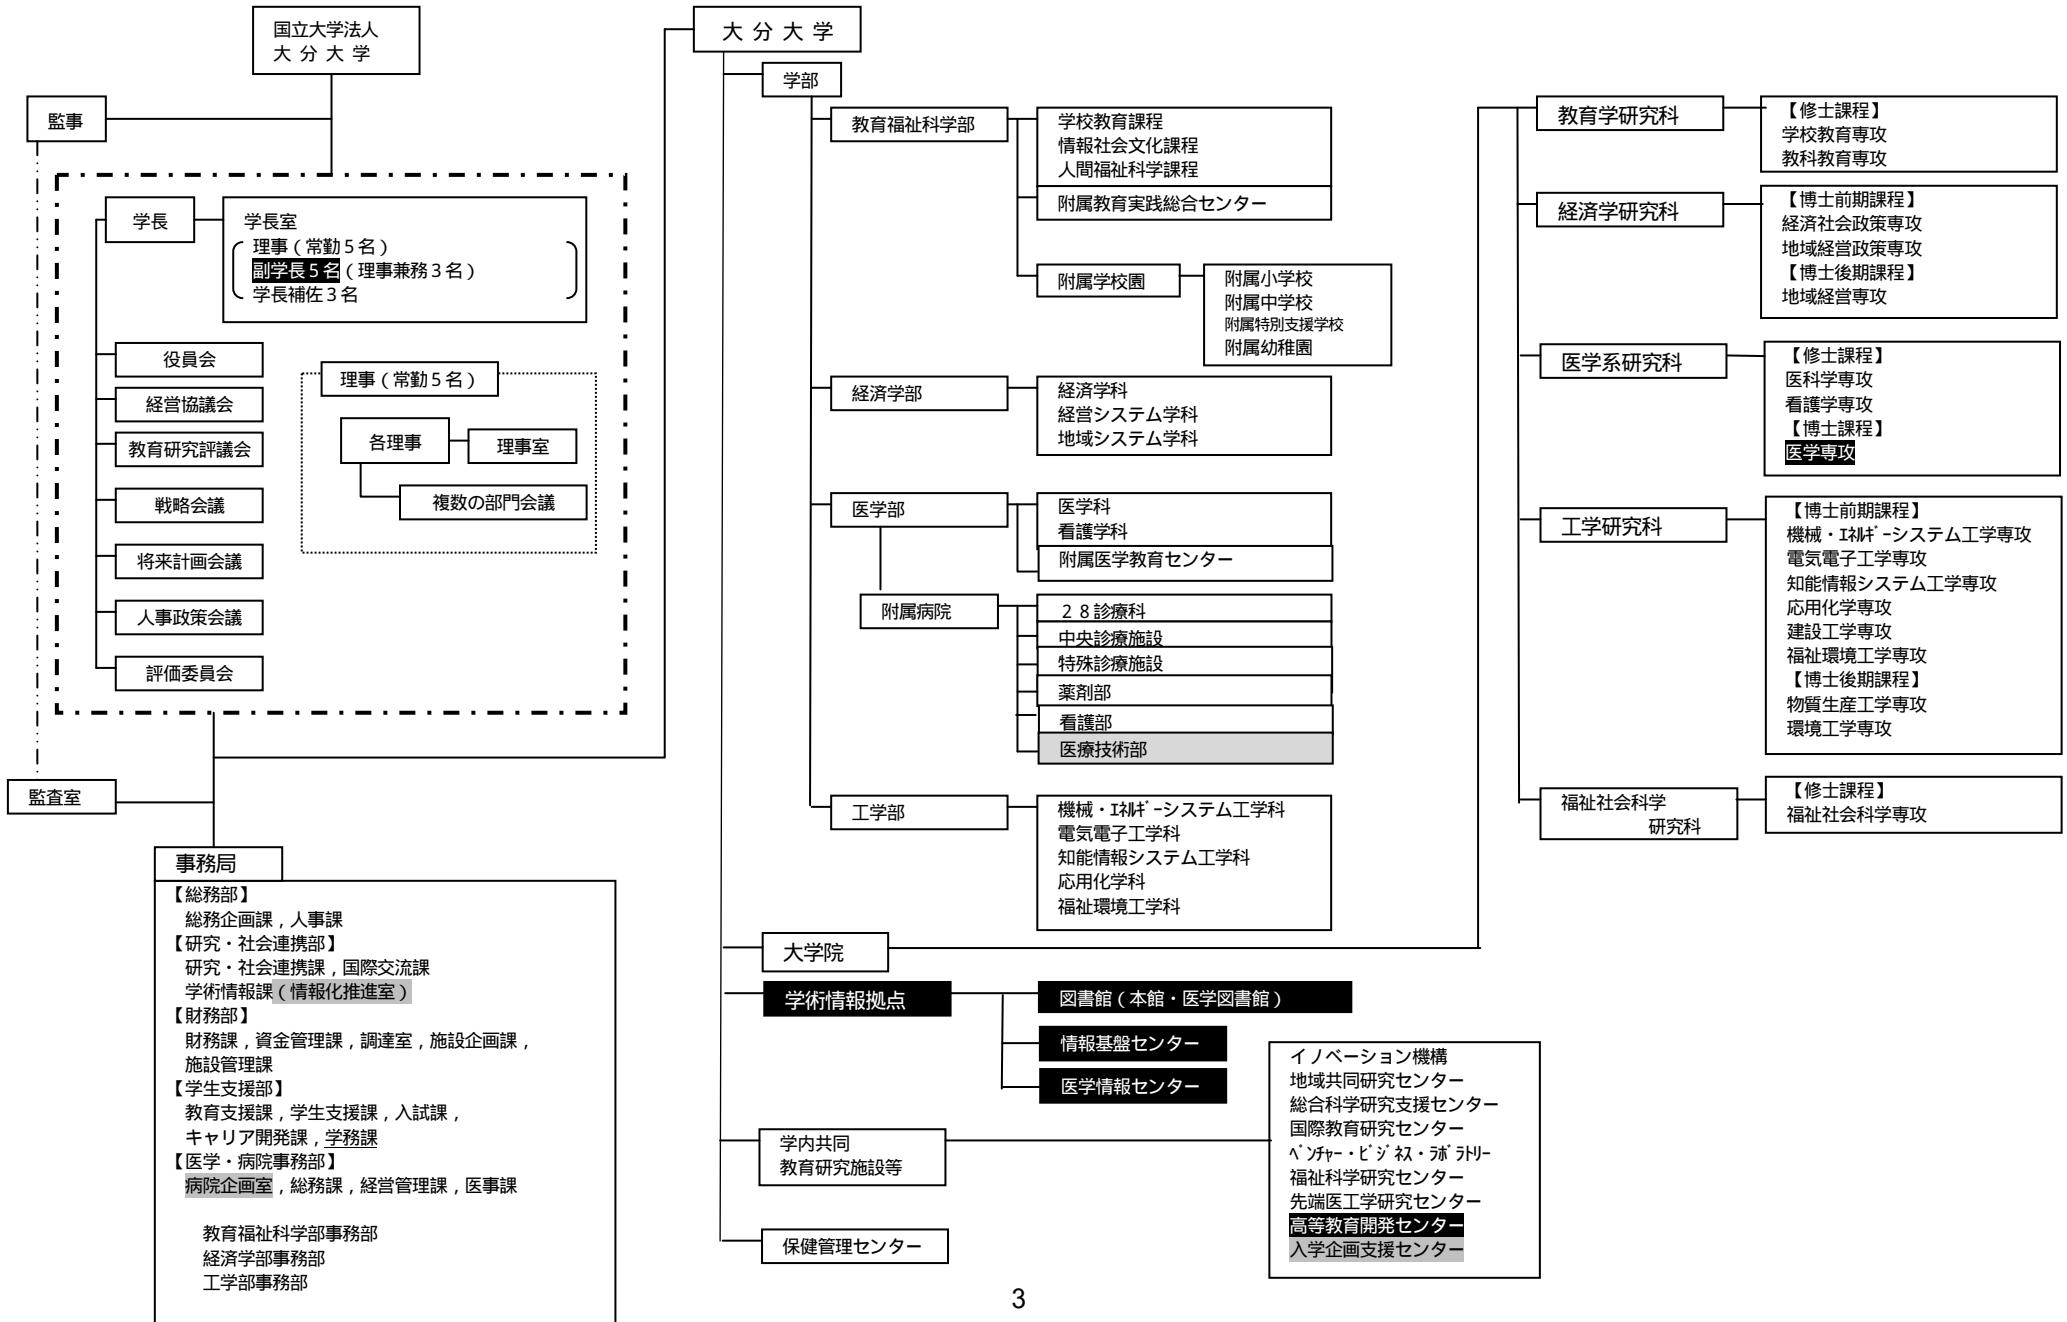 国立大学法人
大 分 大 学
監事
学長
学長室
理事（常勤５名）
副学長５名（理事兼務３名）
学長補佐３名
役員会
経営協議会
教育研究評議会
戦略会議
将来計画会議
人事政策会議
評価委員会
理事（常勤５名）
各理事
理事室
複数の部門会議
監査室
事務局
【総務部】
総務企画課，人事課
【研究・社会連携部】
研究・社会連携課，国際交流課
学術情報課（情報化推進室）
【財務部】
財務課，資金管理課，調達室，施設企画課，
施設管理課
【学生支援部】
教育支援課，学生支援課，入試課，
キャリア開発課，学務課
【医学・病院事務部】
病院企画室，総務課，経営管理課，医事課
教育福祉科学部事務部
経済学部事務部
工学部事務部
大 分 大 学
学部
教育福祉科学部
学校教育課程
情報社会文化課程
人間福祉科学課程
附属教育実践総合センター
附属学校園
附属小学校
附属中学校
附属特別支援学校
附属幼稚園
経済学部
経済学科
経営システム学科
地域システム学科
医学部
医学科
看護学科
附属医学教育センター
附属病院
２８診療科
中央診療施設
特殊診療施設
薬剤部
看護部
医療技術部
工学部
機械・ｴﾈﾙｷﾞｰシステム工学科
電気電子工学科
知能情報システム工学科
応用化学科
福祉環境工学科
大学院
学術情報拠点
図書館（本館・医学図書館）
情報基盤センター
医学情報センター
学内共同
教育研究施設等
イノベーション機構
地域共同研究センター
総合科学研究支援センター
国際教育研究センター
ﾍﾞﾝﾁｬｰ・ﾋﾞｼﾞﾈｽ・ﾗﾎﾞﾗﾄﾘｰ
福祉科学研究センター
先端医工学研究センター
高等教育開発センター
入学企画支援センター
保健管理センター
教育学研究科
【修士課程】
学校教育専攻
教科教育専攻
経済学研究科
【博士前期課程】
経済社会政策専攻
地域経営政策専攻
【博士後期課程】
地域経営専攻
医学系研究科
【修士課程】
医科学専攻
看護学専攻
【博士課程】
医学専攻
工学研究科
【博士前期課程】
機械・ｴﾈﾙｷﾞｰシステム工学専攻
電気電子工学専攻
知能情報システム工学専攻
応用化学専攻
建設工学専攻
福祉環境工学専攻
【博士後期課程】
物質生産工学専攻
環境工学専攻
福祉社会科学
研究科
【修士課程】
福祉社会科学専攻
3